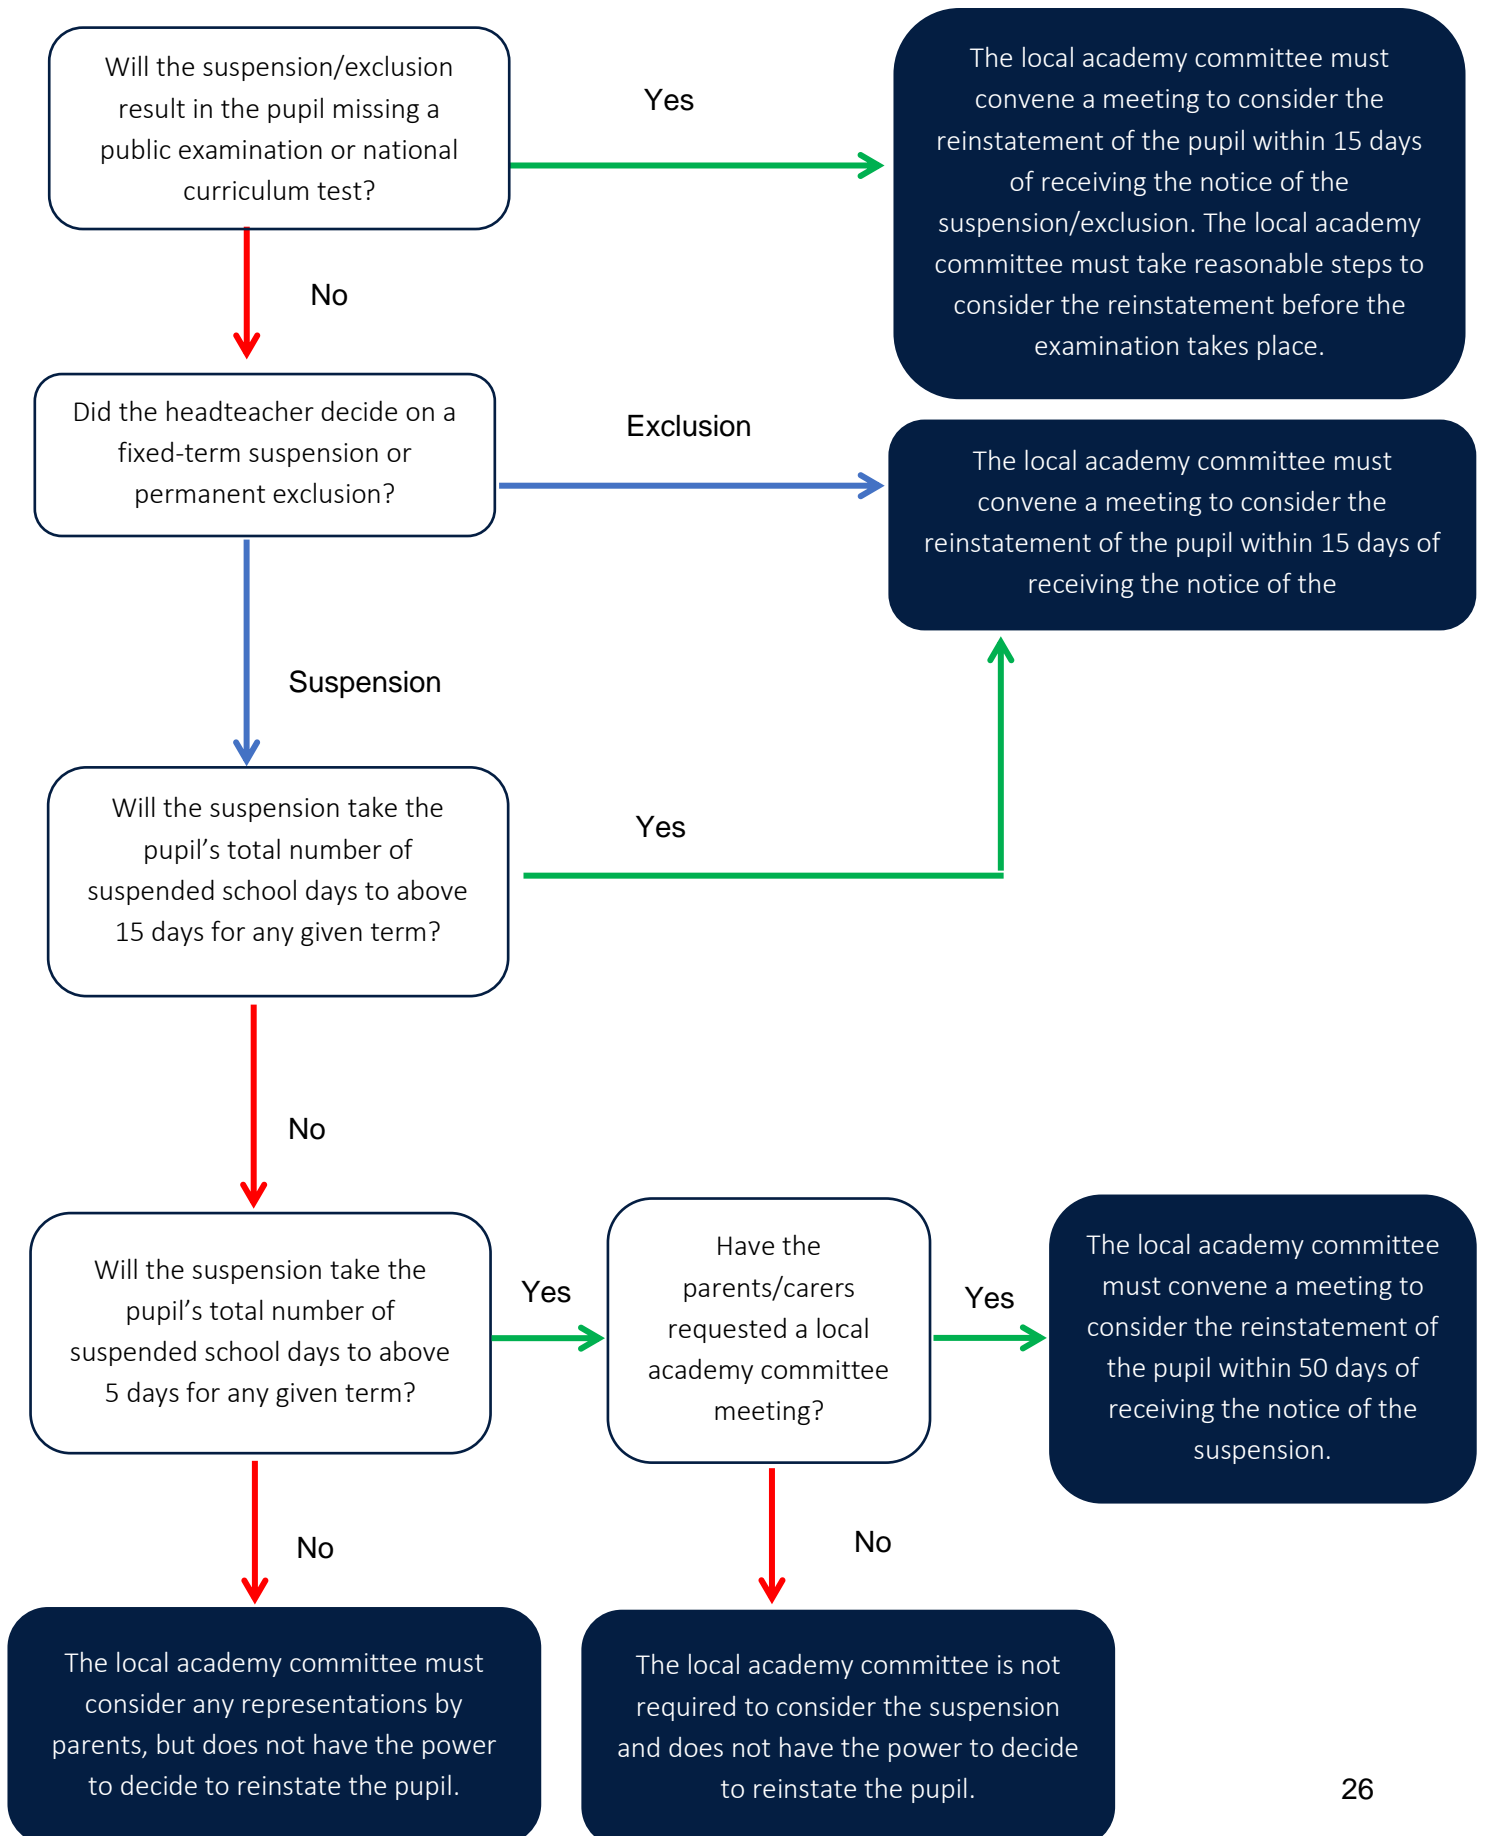 Will the suspension/exclusion
result in the pupil missing a
public examination or national
curriculum test?
Yes
The local academy committee must
convene a meeting to consider the
reinstatement of the pupil within 15 days
of receiving the notice of the
suspension/exclusion. The local academy
committee must take reasonable steps to
consider the reinstatement before the
examination takes place.
No
Did the headteacher decide on a
fixed-term suspension or
permanent exclusion?
Exclusion
The local academy committee must
convene a meeting to consider the
reinstatement of the pupil within 15 days of
receiving the notice of the
Suspension
Will the suspension take the
pupil’s total number of
suspended school days to above
15 days for any given term?
Yes
No
Will the suspension take the
pupil’s total number of
suspended school days to above
5 days for any given term?
Yes
Have the
parents/carers
requested a local
academy committee
meeting?
Yes
The local academy committee
must convene a meeting to
consider the reinstatement of
the pupil within 50 days of
receiving the notice of the
suspension.
No
No
The local academy committee must
consider any representations by
parents, but does not have the power
to decide to reinstate the pupil.
The local academy committee is not
required to consider the suspension
and does not have the power to decide
to reinstate the pupil.
26